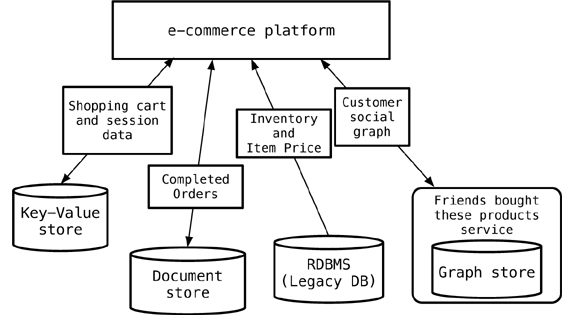 e-commerce platform
Shopping cart
and session
data
Customer
social
graph
Inventory
and
Item Price
Completed
Orders
Key-Value
store
Friends bought
these products
service
Document
store
RDBMS
(Legacy DB)
Graph store